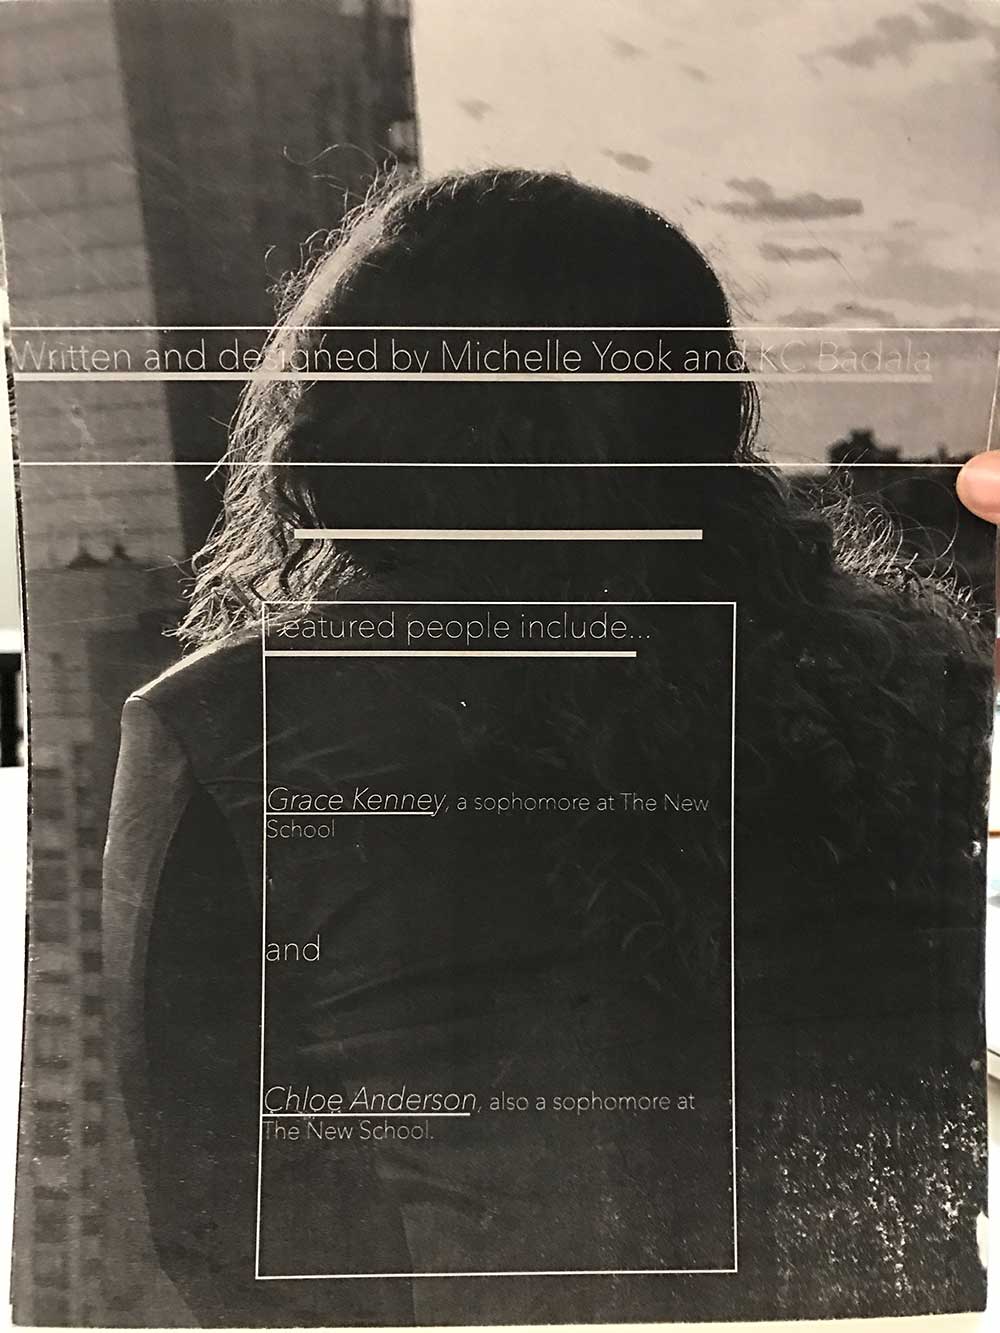 Written and designed by Michelle Yook and KC Badala
Featured people include...
Grace Kenney, a sophomore at The New
School
and
Chloe Anderson, also a sophomore at
The New School.